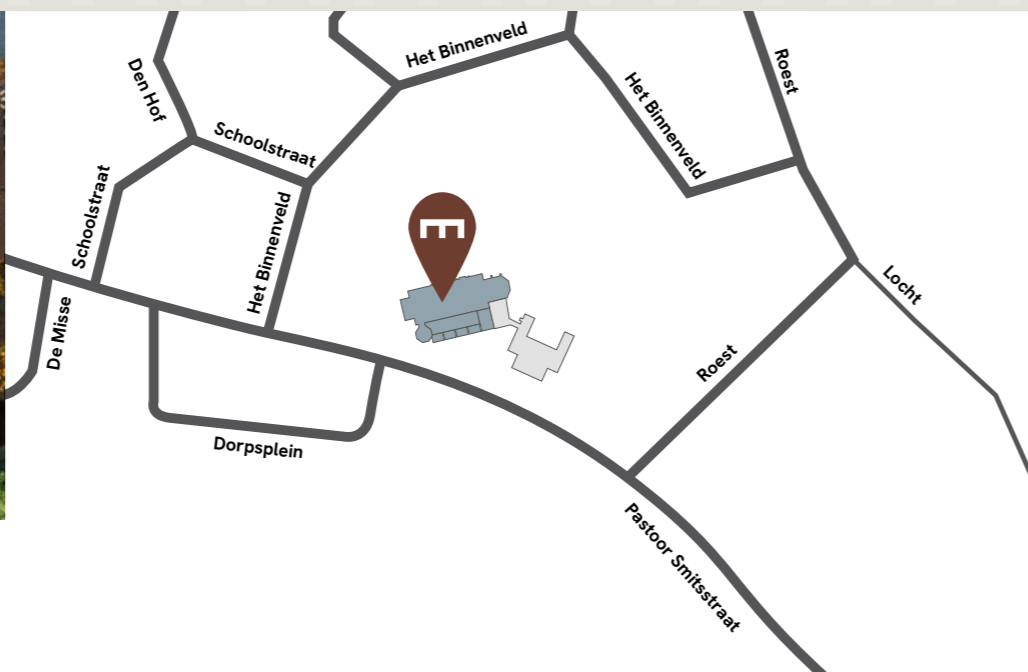 Het Binnenveld
Roest
Den Hof
Het Binnenveld
Schoolstraat
Schoolstraat
Het Binnenveld
E
Locht
De Misse
Roest
Dorpsplein
Pastoor Smitsstraat